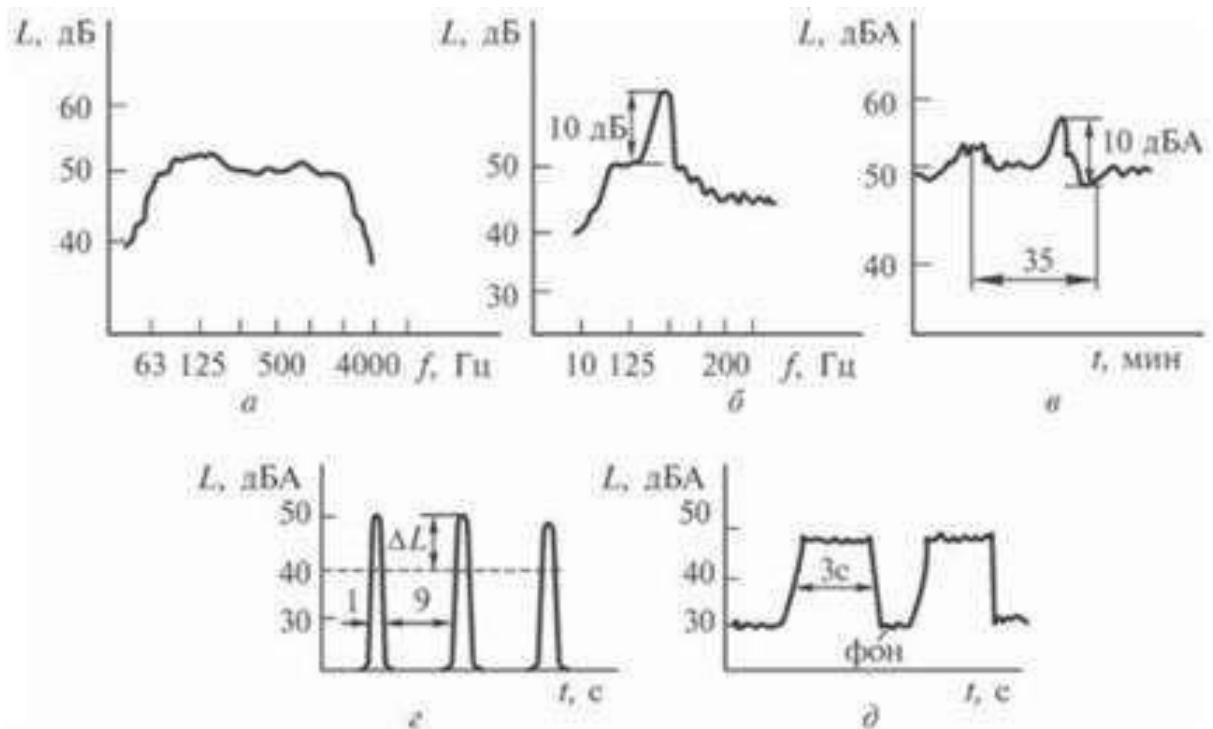 L, дБ
60
50
40
63 125 500 4000 f, Гц
а
L, дБ
10 дБ
50
40
30
10 125 200 f, Гц
б
L, дБА
60
50
40
10 дБА
35
t, мин
в
L, дБА
50
ΔL
40
30
1 9
t, с
г
L, дБА
50
40
30
3с
фон
t, с
д